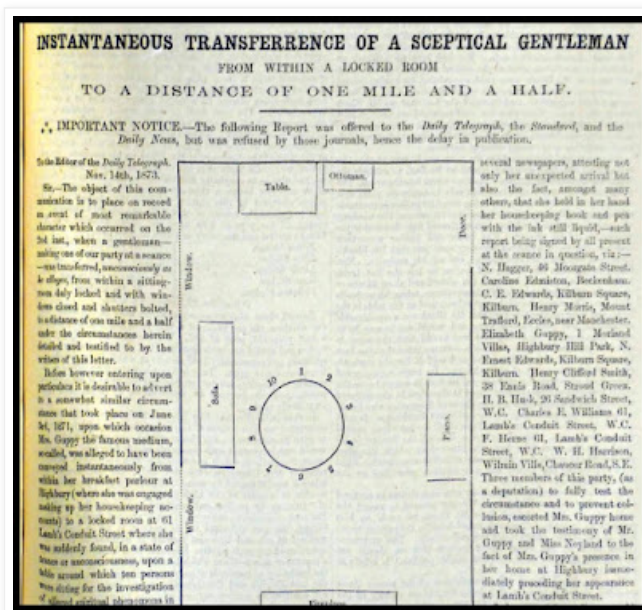 INSTANTANEOUS TRANSFERRENCE OF A SCEPTICAL GENTLEMAN
FROM WITHIN A LOCKED ROOM
TO A DISTANCE OF ONE MILE AND A HALF.
IMPORTANT NOTICE.—The following Report was offered to the Daily Telegraph, the Standard, and the
Daily News, but was refused by those journals, hence the delay in publication.
To the Editor of the Daily Telegraph.
Nov. 14th, 1873.
Sir,—The object of this com-
munication is to place on record
an event of most remarkable
character which occurred on the
inst., when a gentleman—
making one of our party at a seance
—was transferred, unconsciously as
he alleges, from within a sitting-
room duly locked and with win-
dows closed and shutters bolted,
to a distance of one mile and a half
under the circumstances herein
detailed and testified to by the
writers of this letter.
Before however entering upon
particulars it is desirable to advert
to a somewhat similar circum-
stance that took place on June
3rd, 1871, upon which occasion
Mrs. Guppy the famous medium,
so called, was alleged to have been
conveyed instantaneously from
within her breakfast parlour at
Highbury (where she was engaged
making up her housekeeping ac-
counts) to a locked room at 61
Lamb's Conduit Street where she
was suddenly found, in a state of
trance or unconsciousness, upon a
table around which ten persons
were sitting for the investigation
of alleged spiritual phenomena in
Table.
Ottoman.
Door.
Window.
Sofa.
1
2
3
4
5
6
7
8
9
10
Piano.
Window.
several newspapers, attesting not
only her unexpected arrival but
also the fact, amongst many
others, that she held in her hand
her housekeeping book and pen
with the ink still liquid,—such
report being signed by all present
at the seance in question, viz:—
N. Hagger, 46 Moorgate Street.
Caroline Edmiston, Beckenham.
C. E. Edwards, Kilburn Square,
Kilburn. Henry Morris, Mount
Trafford, Eccles, near Manchester.
Elizabeth Guppy, 1 Morland
Villas, Highbury Hill Park, N.
Ernest Edwards, Kilburn Square,
Kilburn. Henry Clifford Smith,
38 Ennis Road, Stroud Green.
H. B. Husk, 26 Sandwich Street,
W.C. Charles E. Williams 61,
Lamb's Conduit Street, W.C.
F. Herne 61, Lamb's Conduit
Street, W.C. W. H. Harrison,
Wilmin Villa, Chaucer Road, S.E.
Three members of this party, (as
a deputation) to fully test the
circumstance and to prevent col-
lusion, escorted Mrs. Guppy home
and took the testimony of Mr.
Guppy and Miss Neyland to the
fact of Mrs. Guppy's presence in
her home at Highbury imme-
diately preceding her appearance
at Lamb's Conduit Street.